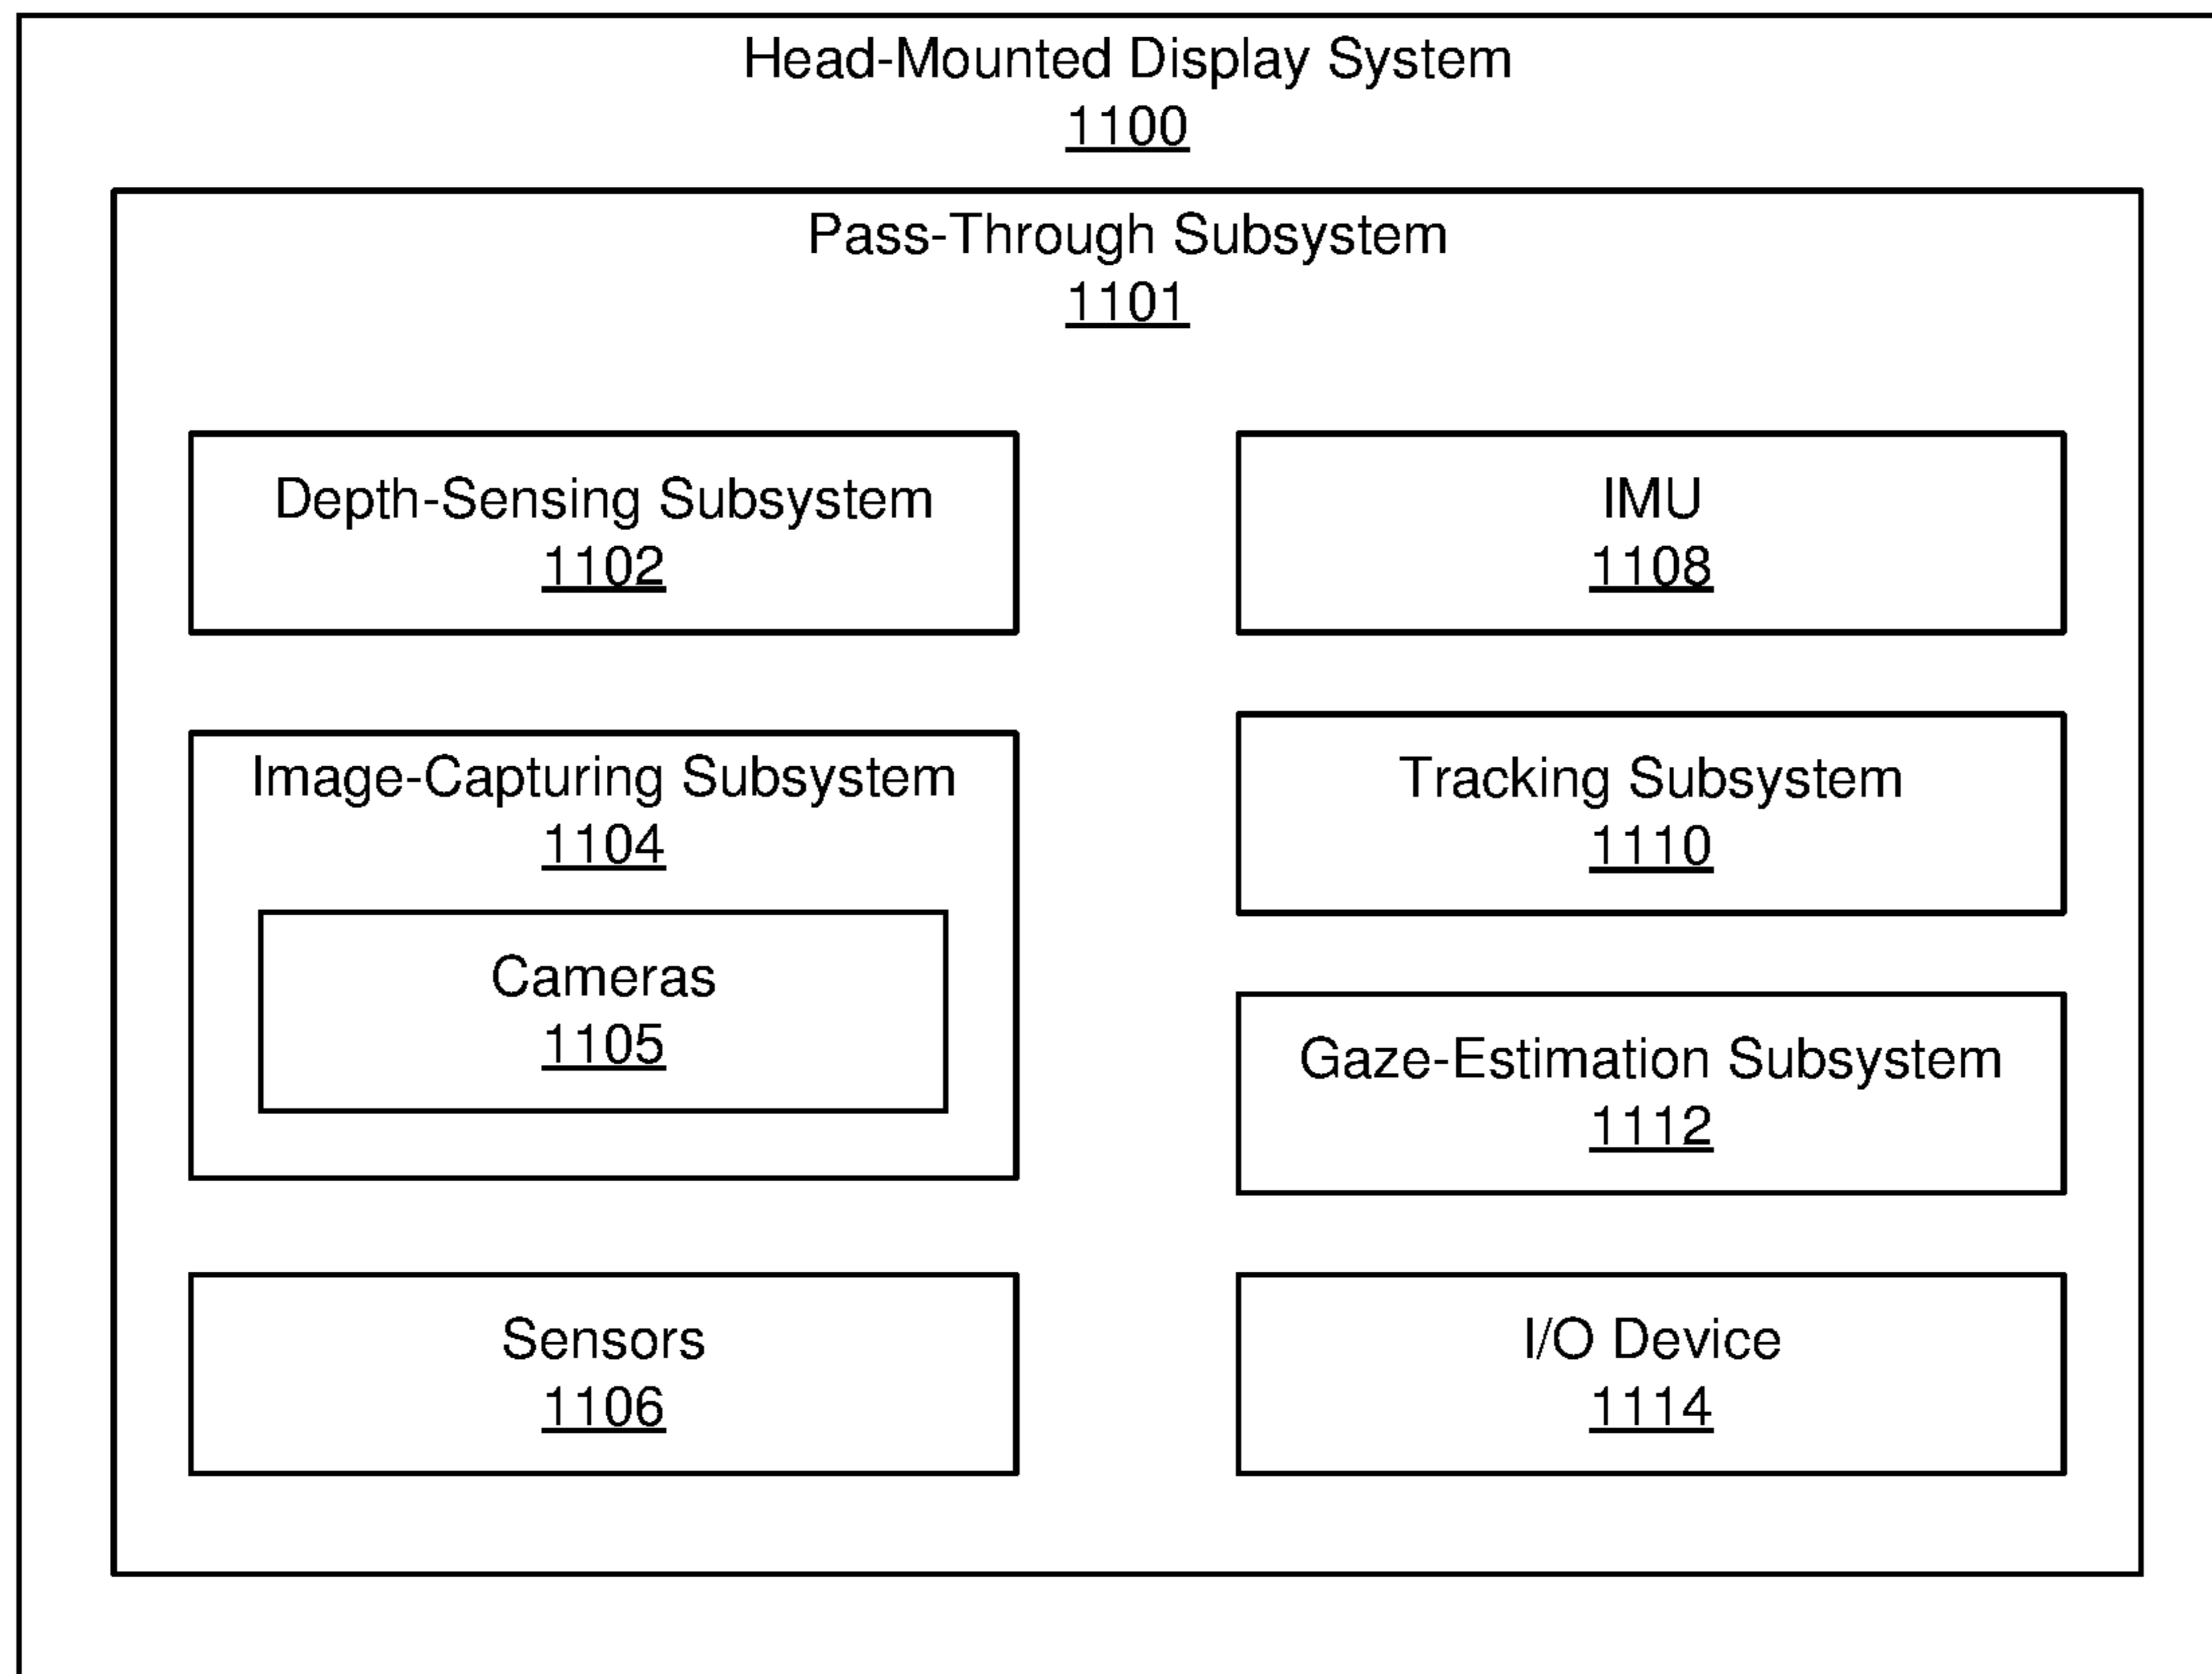 Head-Mounted Display System
1100
Pass-Through Subsystem
1101
Depth-Sensing Subsystem
1102
Image-Capturing Subsystem
1104
Cameras
1105
Sensors
1106
IMU
1108
Tracking Subsystem
1110
Gaze-Estimation Subsystem
1112
I/O Device
1114